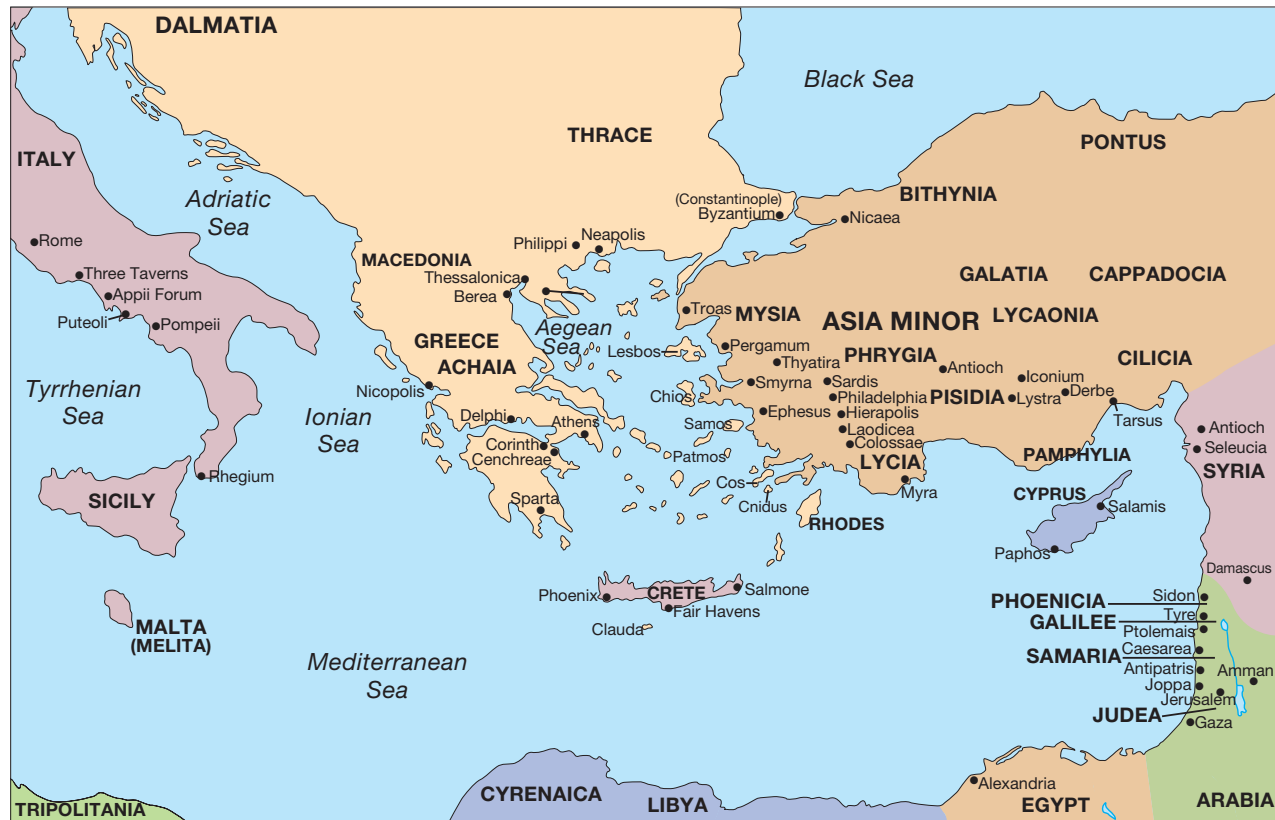 DALMATIA
Black Sea
THRACE
PONTUS
ITALY
BITHYNIA
Adriatic
Sea
(Constantinople)
Byzantium
Nicaea
Rome
Philippi
Neapolis
MACEDONIA
Thessalonica
Berea
GALATIA
CAPPADOCIA
Three Taverns
Appii Forum
Puteoli
Pompeii
Troas
MYSIA
ASIA MINOR
LYCAONIA
Aegean
Sea
GREECE
ACHAIA
Lesbos
Pergamum
Thyatira
PHRYGIA
Antioch
CILICIA
Tyrrhenian
Sea
Nicopolis
Ionian
Sea
Chios
Smyrna
Sardis
Philadelphia
PISIDIA
Iconium
Lystra
Derbe
Tarsus
Delphi
Athens
Samos
Ephesus
Hierapolis
Laodicea
Colossae
Antioch
Seleucia
Corinth
Cenchreae
Patmos
LYCIA
PAMPHYLIA
SYRIA
Rhegium
SICILY
Sparta
Cos
Cnidus
Myra
RHODES
CYPRUS
Salamis
Paphos
Damascus
Phoenix
CRETE
Salmone
Fair Havens
Clauda
MALTA
(MELITA)
Mediterranean
Sea
PHOENICIA
Sidon
GALILEE
Tyre
Ptolemais
SAMARIA
Caesarea
Antipatris
Amman
Joppa
Jerusalem
JUDEA
Gaza
TRIPOLITANIA
CYRENAICA
LIBYA
Alexandria
EGYPT
ARABIA